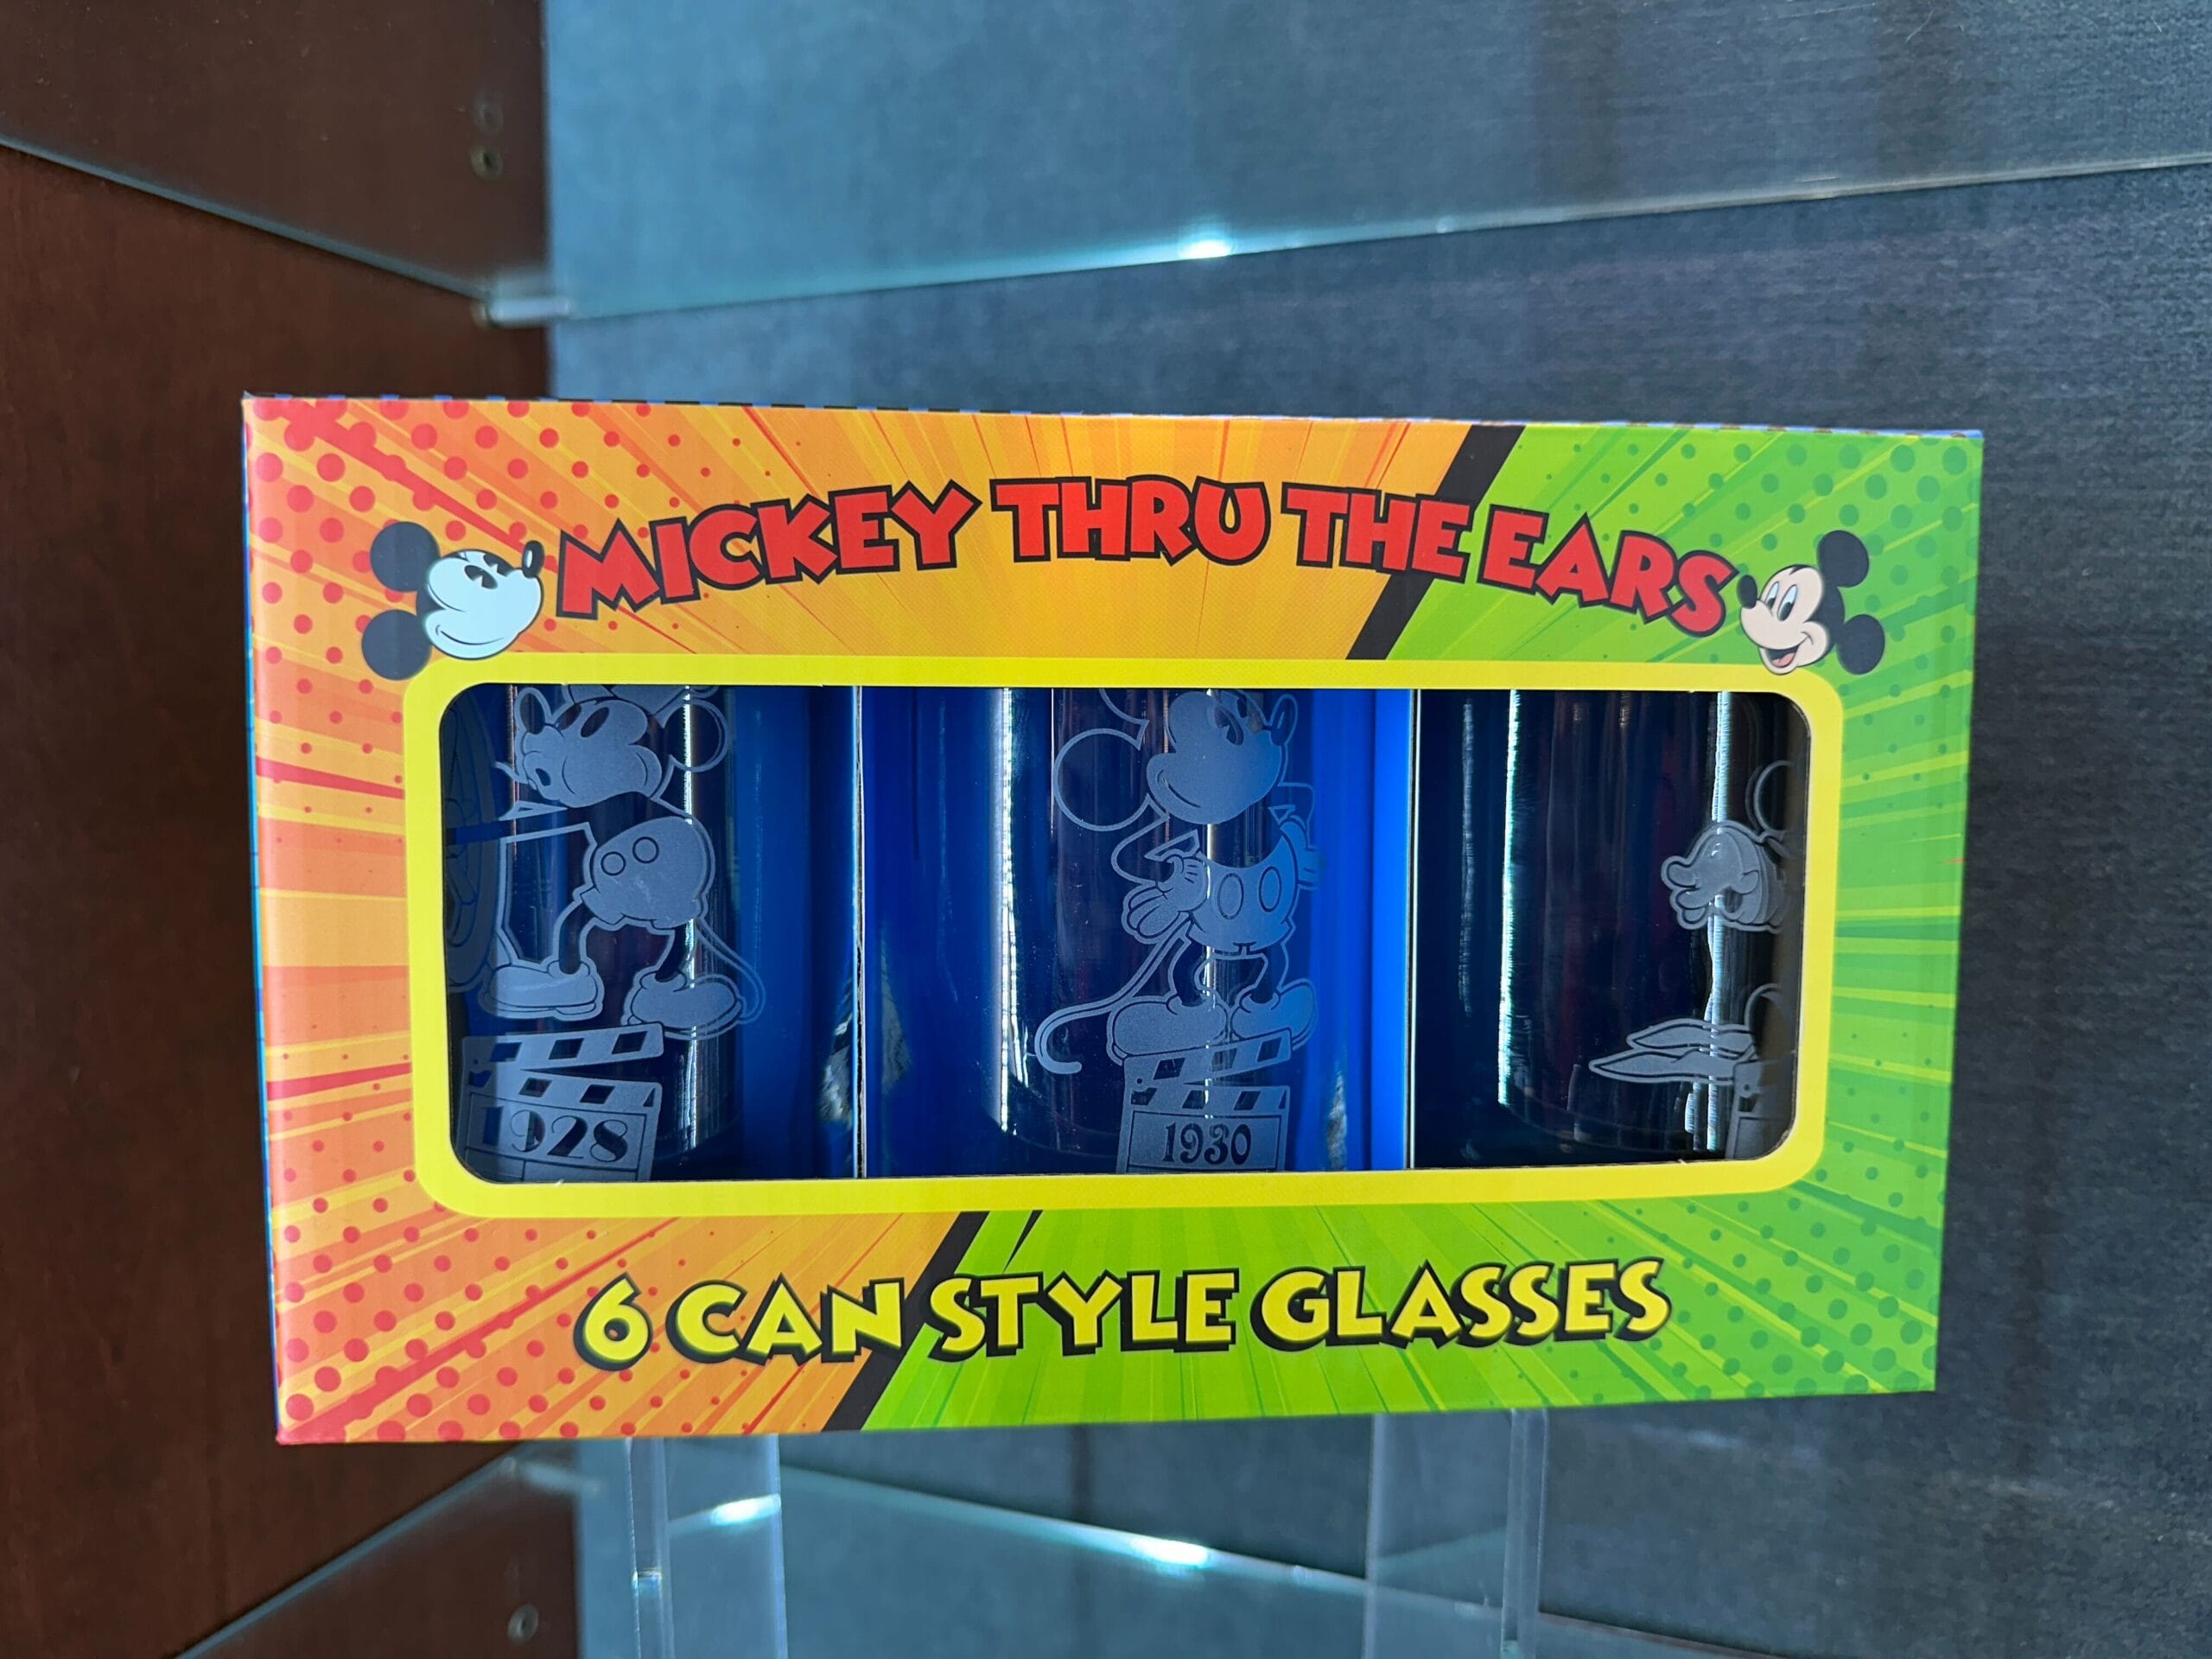 MICKEY THRU THE EARS
1928
1930
6 CAN STYLE GLASSES